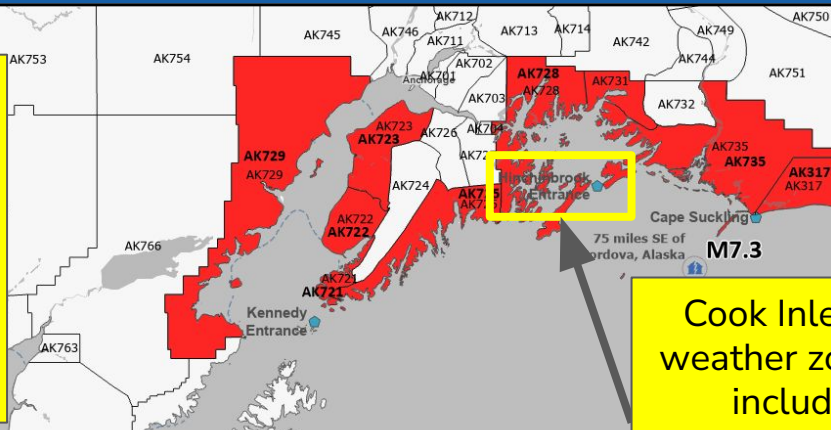 AK712
AK750
AK745
AK746
AK713
AK714
AK749
AK711
AK742
AK753
AK754
AK744
AK702
AK751
AK701
Anchorage
AK728
AK731
AK728
AK703
AK732
AK723
AK726
AK723
AK735
AK729
AK735
AK729
AK317
AK724
AK317
Hinchinbrook
Entrance
AK722
AK722
Cape Suckling
75 miles SE of
Cordova, Alaska
M7.3
AK766
AK721
AK721
Kennedy
Entrance
AK763
Cook Inle
weather zo
includ